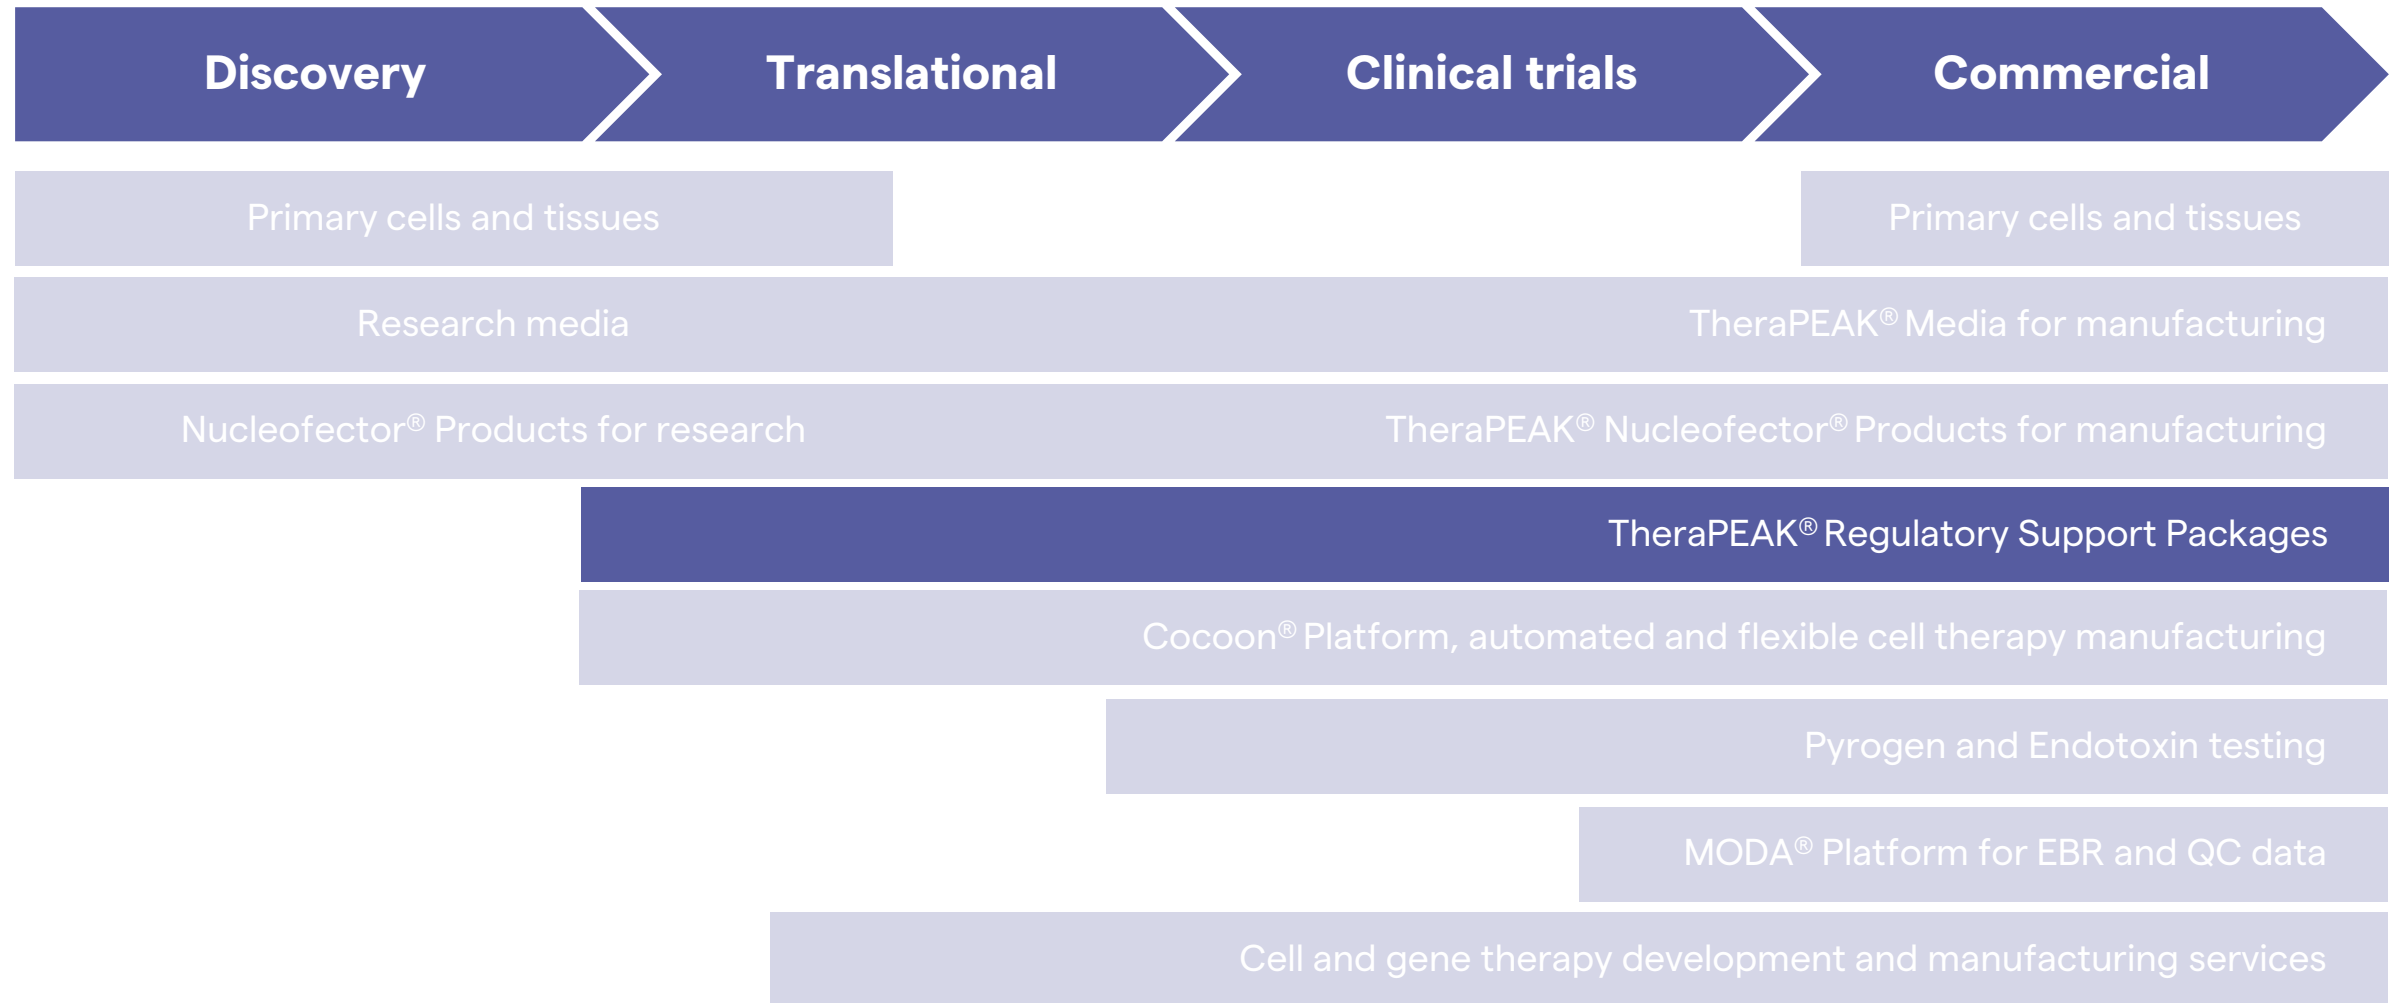 Discovery
Translational
Clinical trials
Commercial
Primary cells and tissues
Primary cells and tissues
Research media
TheraPEAK® Media for manufacturing
Nucleofector® Products for research
TheraPEAK® Nucleofector® Products for manufacturing
TheraPEAK® Regulatory Support Packages
Cocoon® Platform, automated and flexible cell therapy manufacturing
Pyrogen and Endotoxin testing
MODA® Platform for EBR and QC data
Cell and gene therapy development and manufacturing services